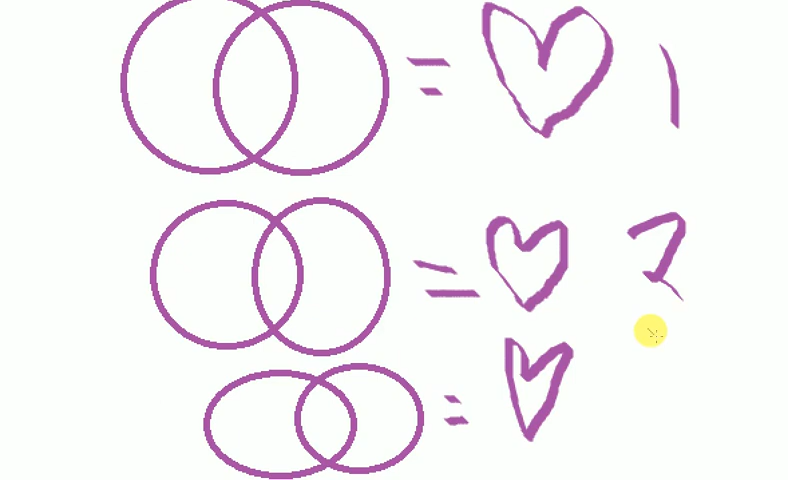 = 1
= 2
=